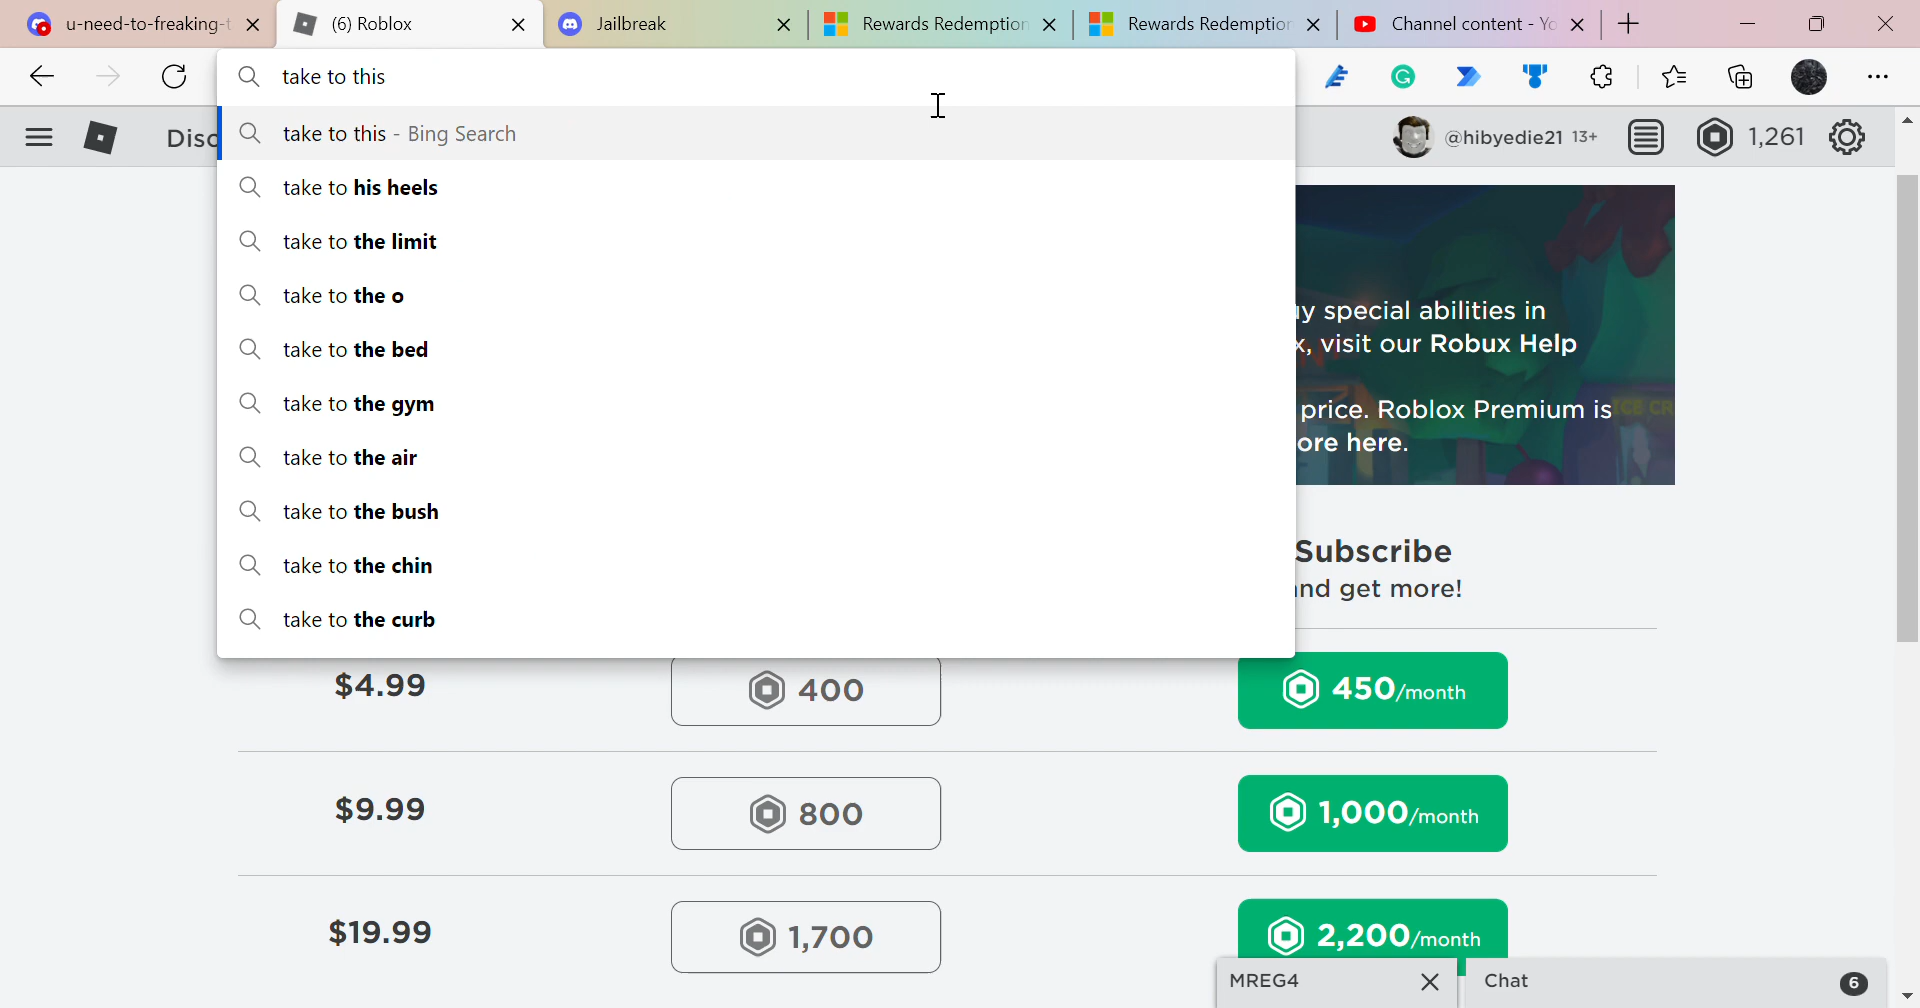 u-need-to-freaking-t
(6) Roblox
Jailbreak
Rewards Redemption
Rewards Redemption
Channel content - Yo
take to this
Disc
@hibyedie21 13+
1,261
take to this - Bing Search
take to his heels
take to the limit
take to the o
take to the bed
take to the gym
take to the air
take to the bush
take to the chin
take to the curb
y special abilities in
x, visit our Robux Help
price. Roblox Premium is
ore here.
Subscribe
nd get more!
$4.99
400
450/month
$9.99
800
1,000/month
$19.99
1,700
2,200/month
MREG4
Chat
6